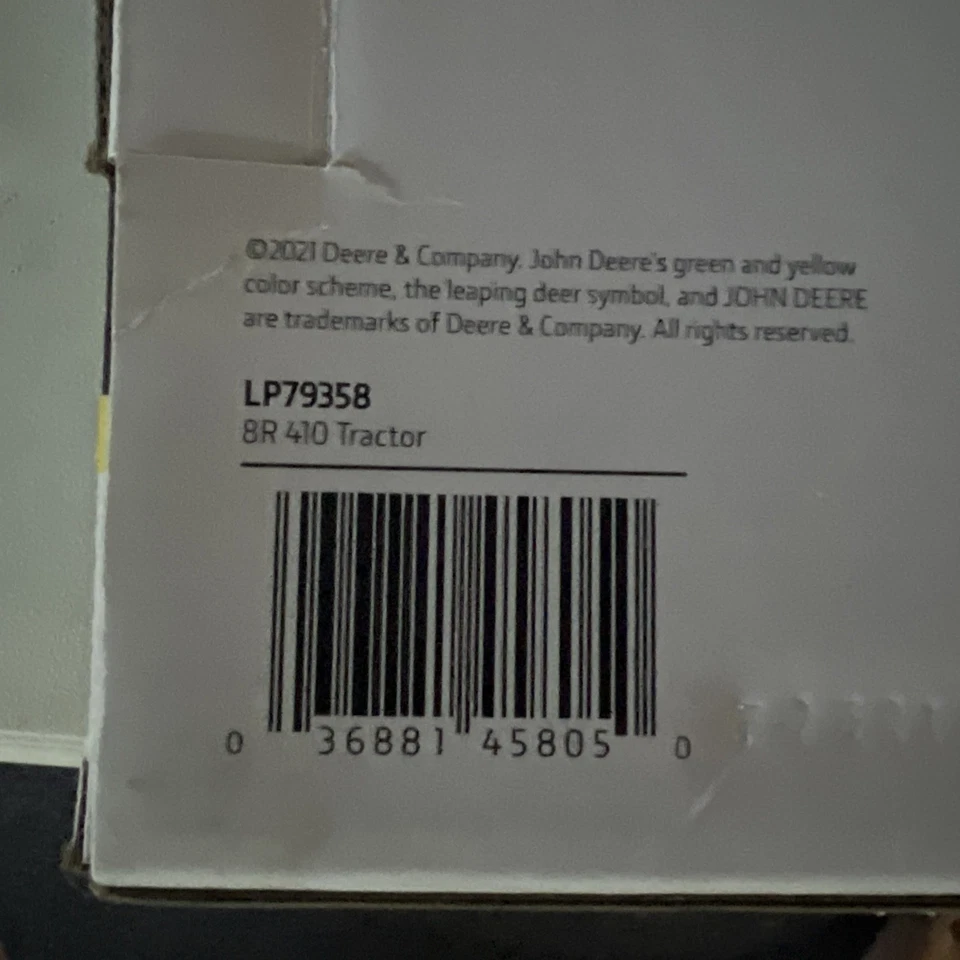 ©2021 Deere & Company. John Deere's green and yellow
color scheme, the leaping deer symbol, and JOHN DEERE
are trademarks of Deere & Company. All rights reserved.
LP79358
8R 410 Tractor
0 36881 45805 0